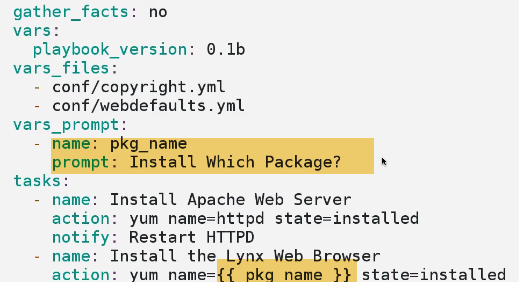 gather_facts: no
vars:
  playbook_version: 0.1b
vars_files:
  - conf/copyright.yml
  - conf/webdefaults.yml
vars_prompt:
  - name: pkg_name
    prompt: Install Which Package?
tasks:
  - name: Install Apache Web Server
    action: yum name=httpd state=installed
    notify: Restart HTTPD
  - name: Install the Lynx Web Browser
    action: yum name={{ pkg_name }} state=installed